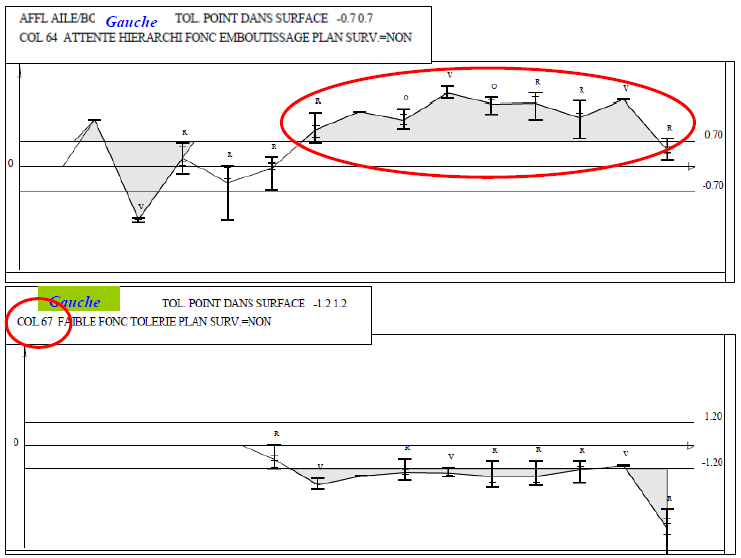 AFFL AILE/BC Gauche TOL. POINT DANS SURFACE -0.7 0.7
COL 64 ATTENTE HIERARCHI FONC EMBOUTISSAGE PLAN SURV.=NON
V
R
O
V
O
R
R
V
R
R
R
R
0.70
0
-0.70
V
Gauche TOL. POINT DANS SURFACE -1.2 1.2
COL 67 FAIBLE FONC TOLERIE PLAN SURV.=NON
1.20
0
R
V
R
V
R
R
R
V
-1.20
R